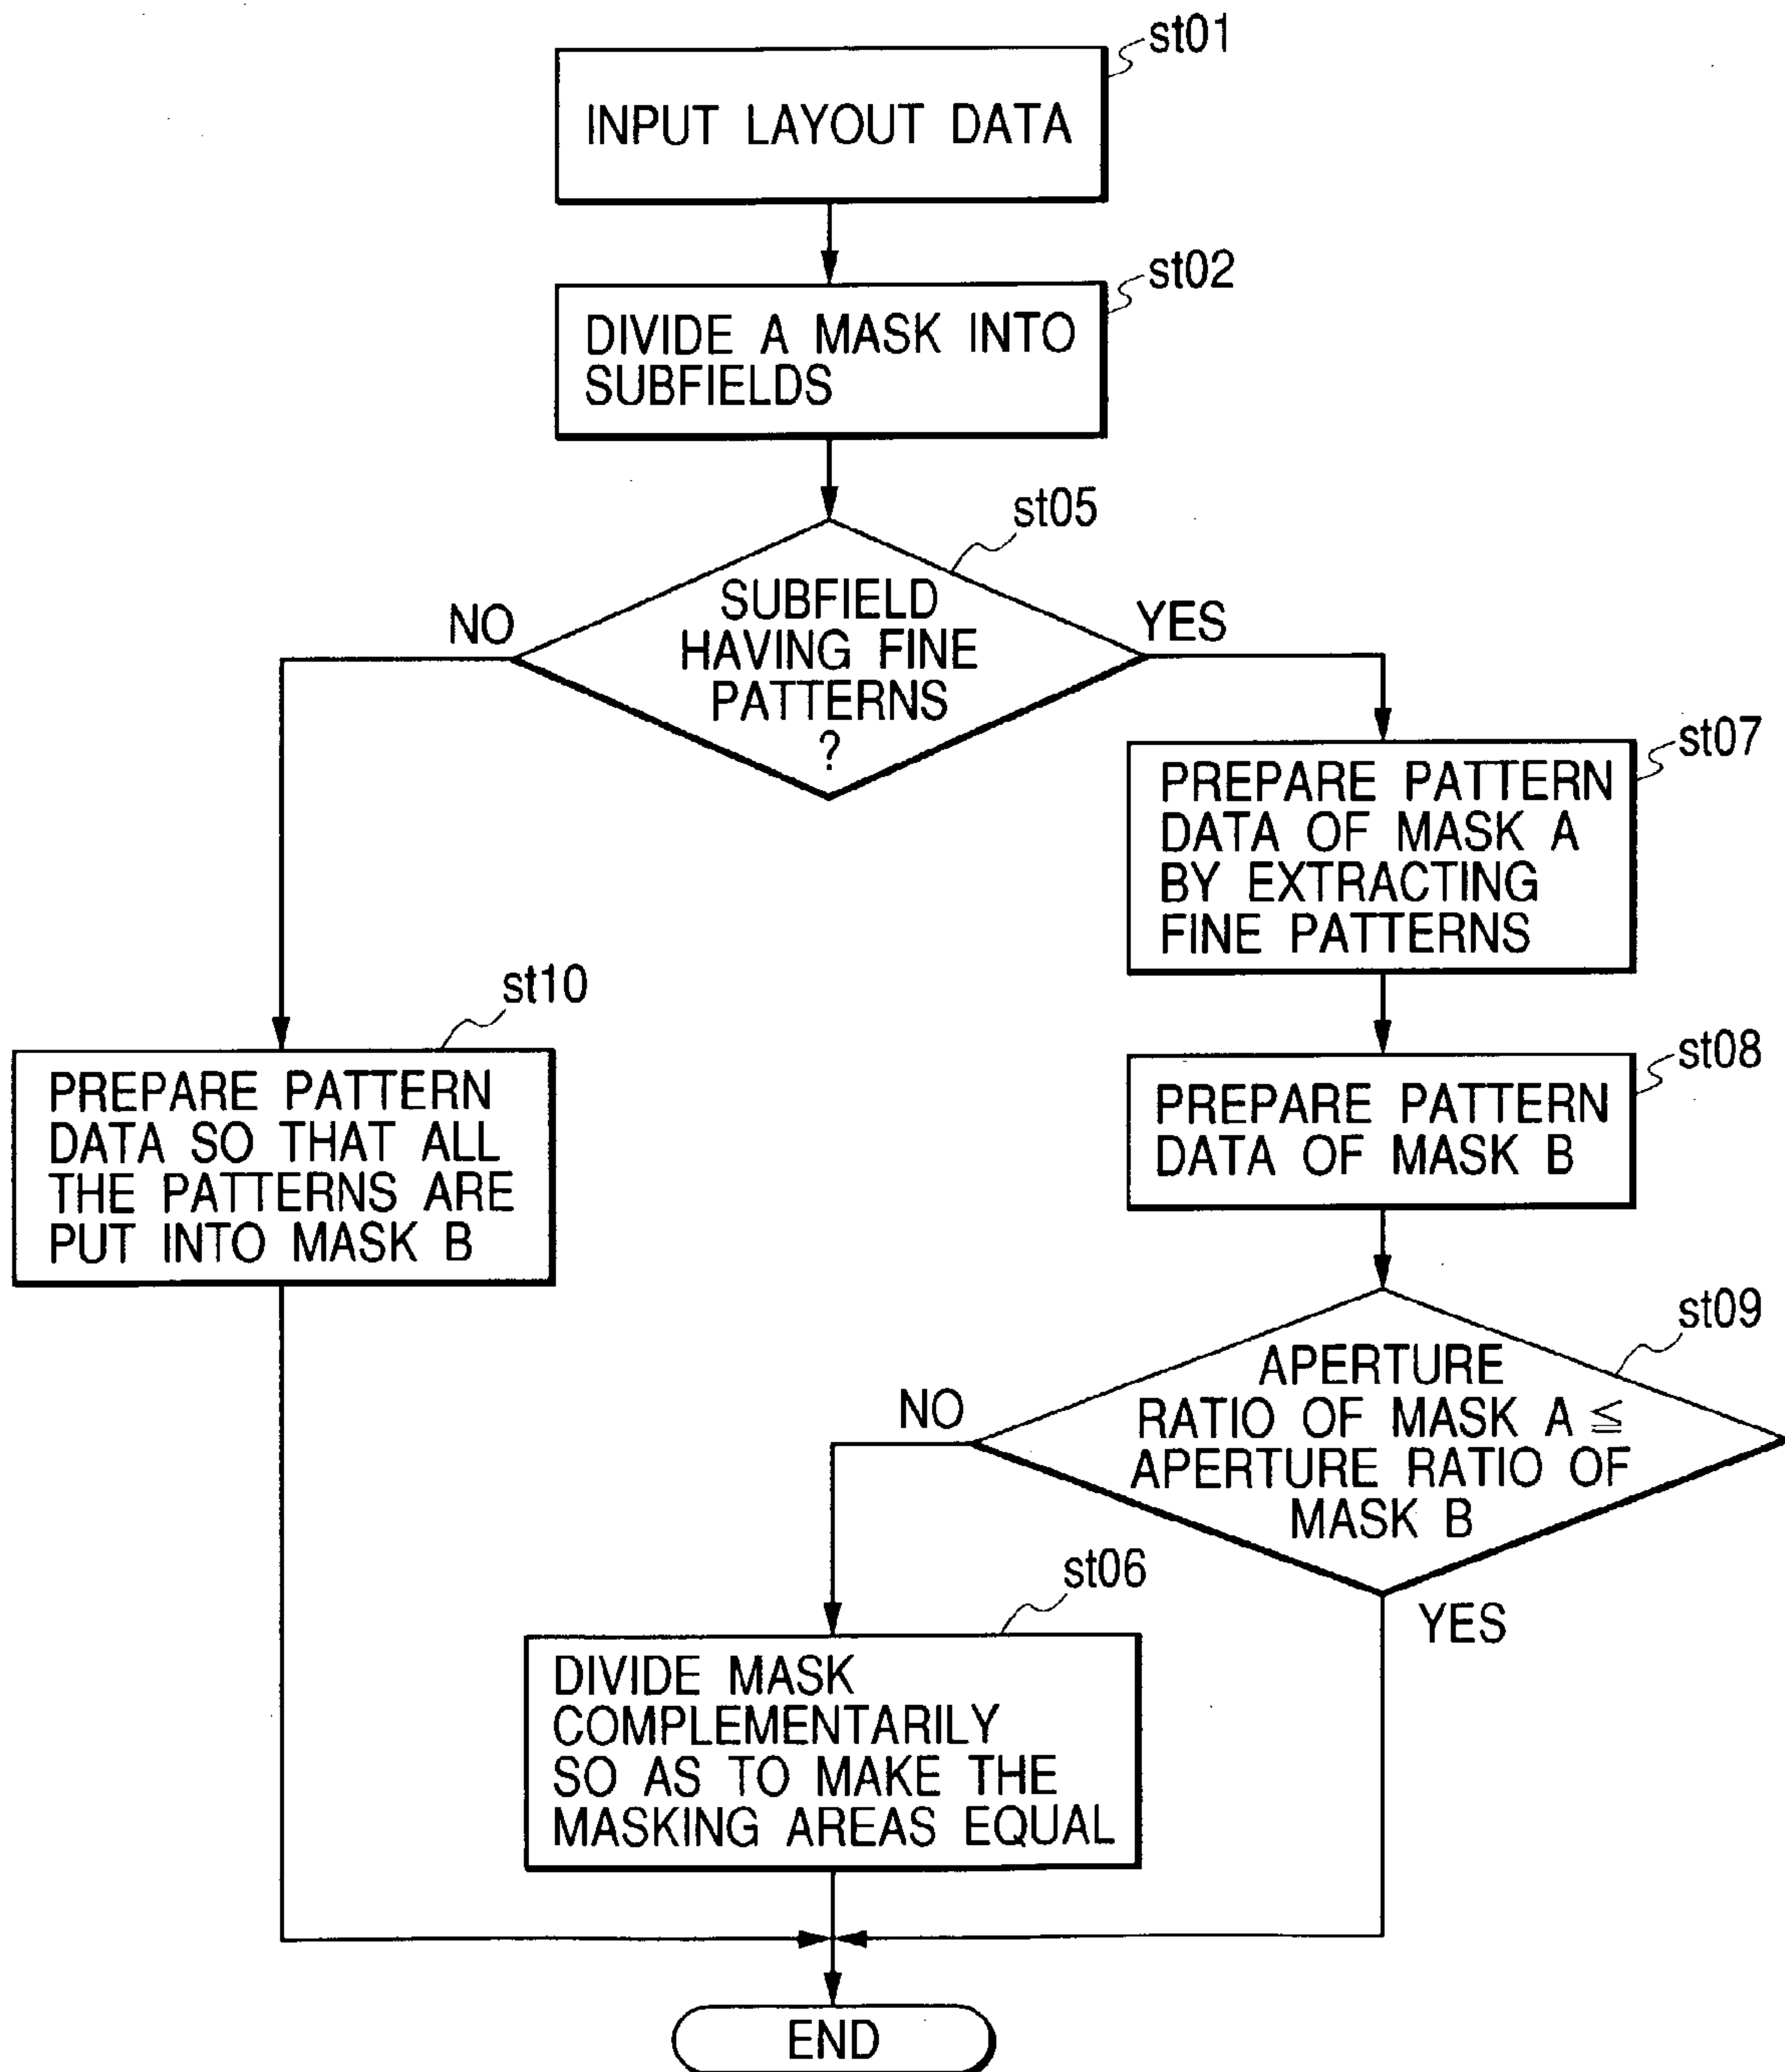 st01
INPUT LAYOUT DATA
st02
DIVIDE A MASK INTO
SUBFIELDS
st05
SUBFIELD
HAVING FINE
PATTERNS
?
NO
YES
st07
PREPARE PATTERN
DATA OF MASK A
BY EXTRACTING
FINE PATTERNS
st10
PREPARE PATTERN
DATA SO THAT ALL
THE PATTERNS ARE
PUT INTO MASK B
st08
PREPARE PATTERN
DATA OF MASK B
st09
APERTURE
RATIO OF MASK A ≦
APERTURE RATIO OF
MASK B
NO
YES
st06
DIVIDE MASK
COMPLEMENTARILY
SO AS TO MAKE THE
MASKING AREAS EQUAL
END